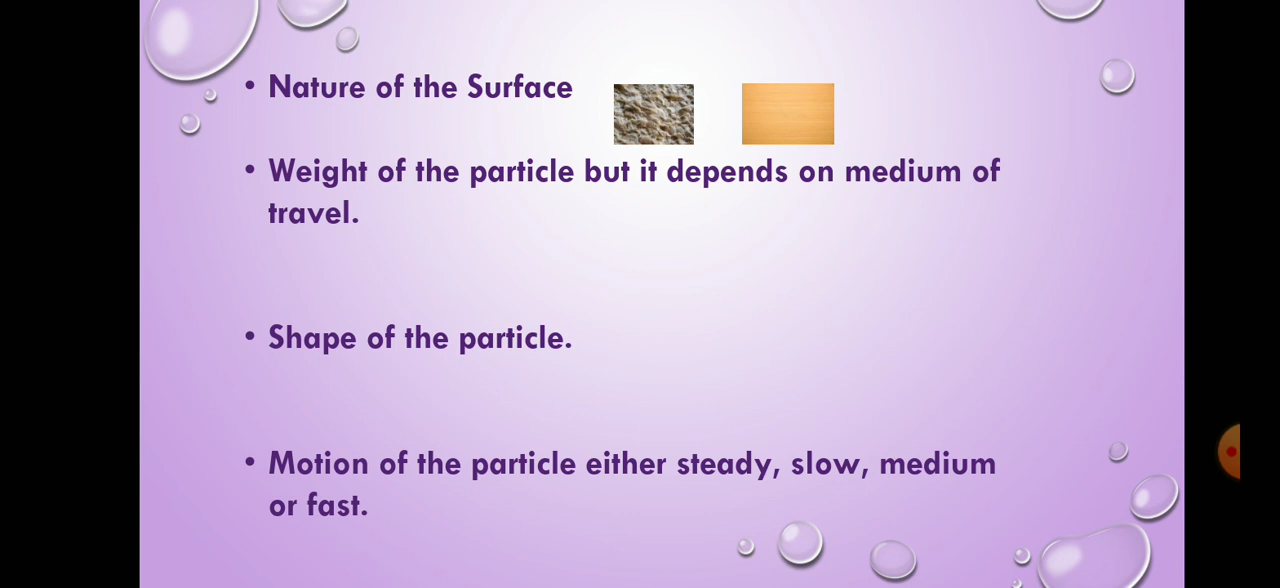 • Nature of the Surface
• Weight of the particle but it depends on medium of
travel.
• Shape of the particle.
• Motion of the particle either steady, slow, medium
or fast.